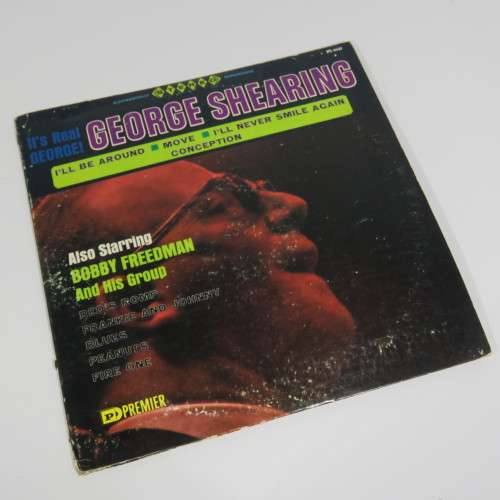 STEREO
It's Real
GEORGE!
GEORGE SHEARING
I'LL BE AROUND ■ MOVE ■ I'LL NEVER SMILE AGAIN
CONCEPTION
Also Starring
BOBBY FREEDMAN
And His Group
ROMP
FRANKIE AND JOHNNY
BLUES
PEANUTS
FIRE ONE
PREMIER